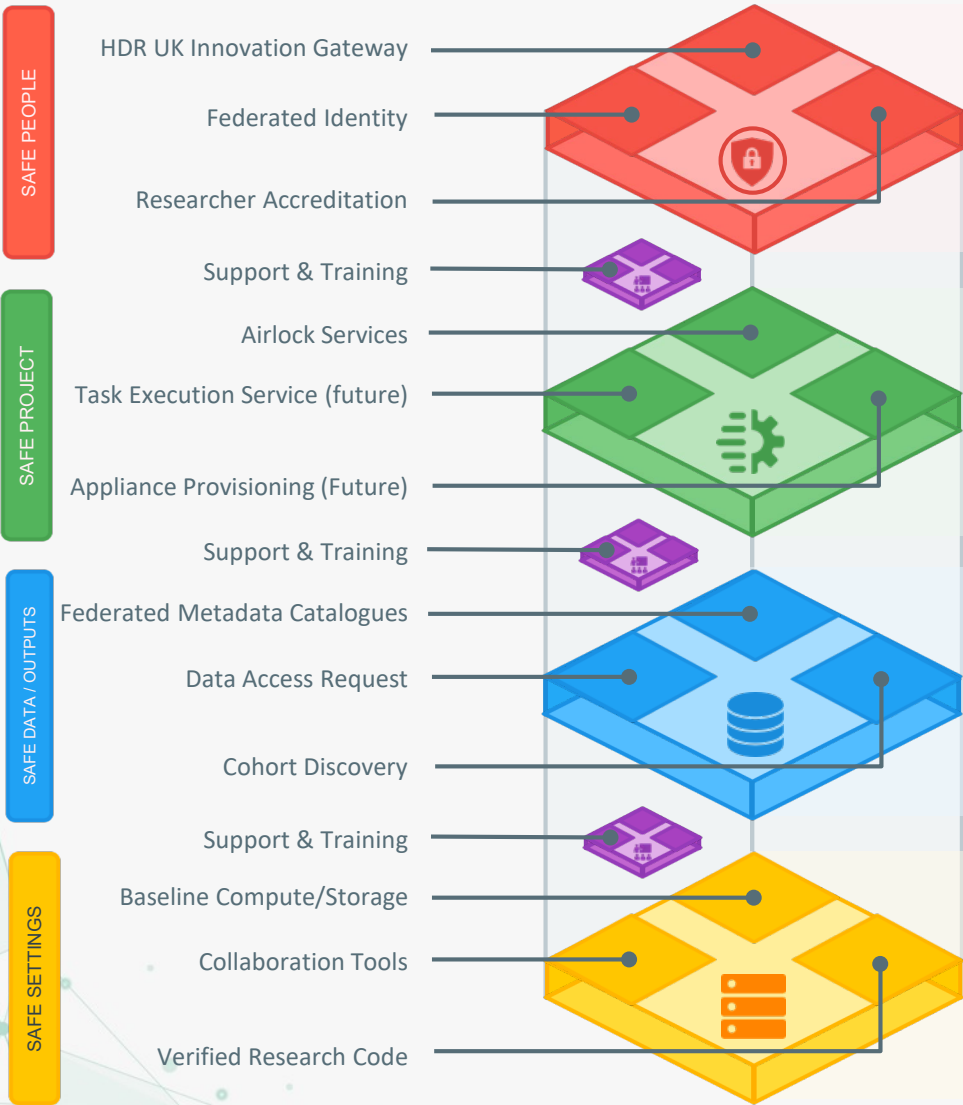 SAFE PEOPLE
HDR UK Innovation Gateway
Federated Identity
Researcher Accreditation
Support & Training
SAFE PROJECT
Airlock Services
Task Execution Service (future)
Appliance Provisioning (Future)
Support & Training
SAFE DATA / OUTPUTS
Federated Metadata Catalogues
Data Access Request
Cohort Discovery
Support & Training
SAFE SETTINGS
Baseline Compute/Storage
Collaboration Tools
Verified Research Code